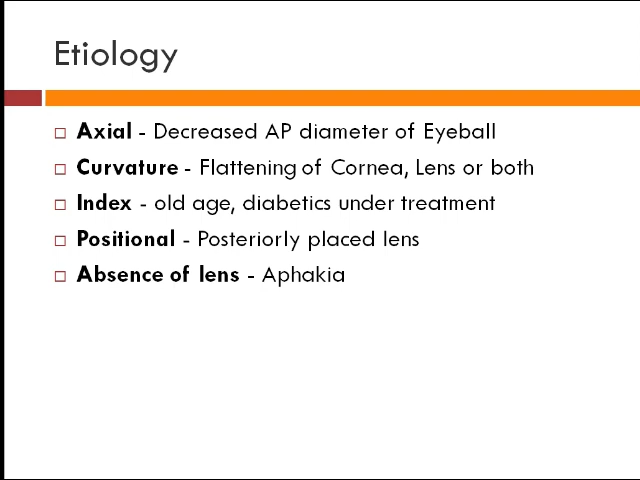 Etiology
Axial - Decreased AP diameter of Eyeball
Curvature - Flattening of Cornea, Lens or both
Index - old age, diabetics under treatment
Positional - Posteriorly placed lens
Absence of lens - Aphakia